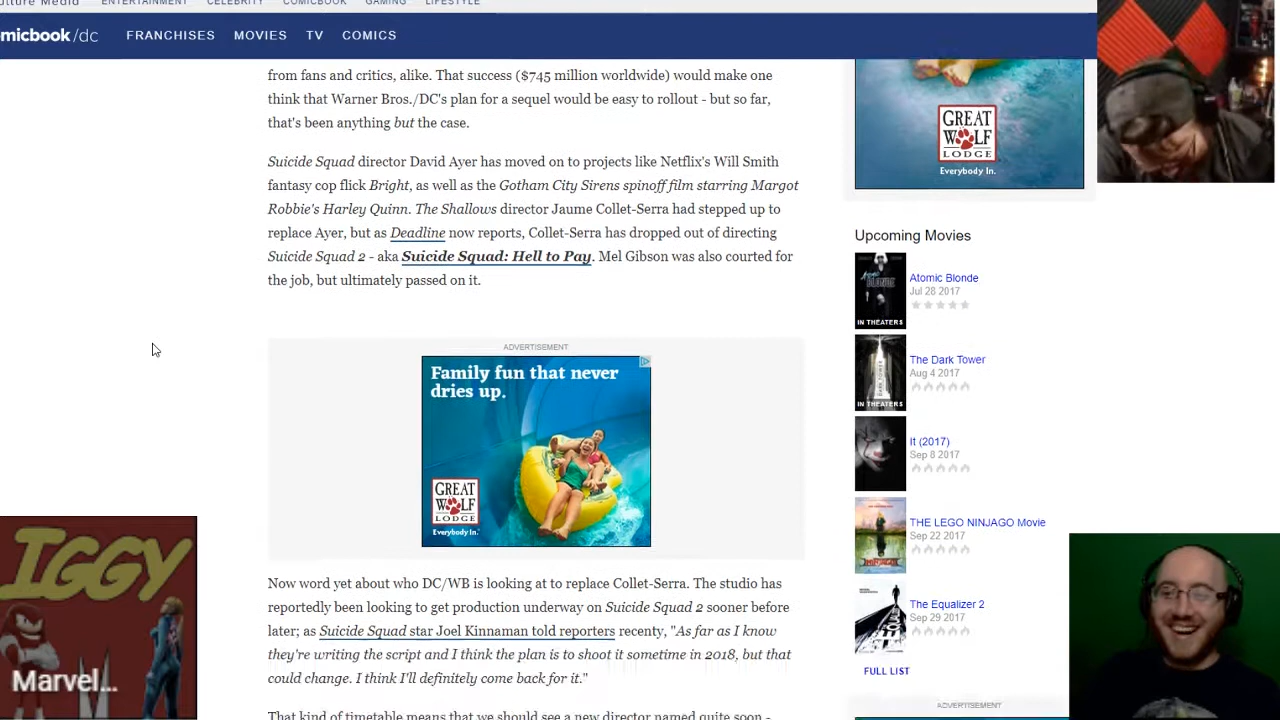 ulture Media ENTERTAINMENT CELEBRITY COMICBOOK GAMING LIFESTYLE
micbook/dc FRANCHISES MOVIES TV COMICS
from fans and critics, alike. That success ($745 million worldwide) would make one
think that Warner Bros./DC's plan for a sequel would be easy to rollout - but so far,
that's been anything but the case.
Suicide Squad director David Ayer has moved on to projects like Netflix's Will Smith
fantasy cop flick Bright, as well as the Gotham City Sirens spinoff film starring Margot
Robbie's Harley Quinn. The Shallows director Jaume Collet-Serra had stepped up to
replace Ayer, but as Deadline now reports, Collet-Serra has dropped out of directing
Suicide Squad 2 - aka Suicide Squad: Hell to Pay. Mel Gibson was also courted for
the job, but ultimately passed on it.
ADVERTISEMENT
Family fun that never
dries up.
GREAT
WOLF
LODGE
Everybody In.
Now word yet about who DC/WB is looking at to replace Collet-Serra. The studio has
reportedly been looking to get production underway on Suicide Squad 2 sooner before
later; as Suicide Squad star Joel Kinnaman told reporters recenty, "As far as I know
they're writing the script and I think the plan is to shoot it sometime in 2018, but that
could change. I think I'll definitely come back for it."
That kind of timetable means that we should see a new director named quite soon -
GREAT
WOLF
LODGE
Everybody In.
Upcoming Movies
Atomic Blonde
Jul 28 2017
IN THEATERS
The Dark Tower
Aug 4 2017
IN THEATERS
It (2017)
Sep 8 2017
THE LEGO NINJAGO Movie
Sep 22 2017
The Equalizer 2
Sep 29 2017
FULL LIST
ADVERTISEMENT
IGGY
Marvel...